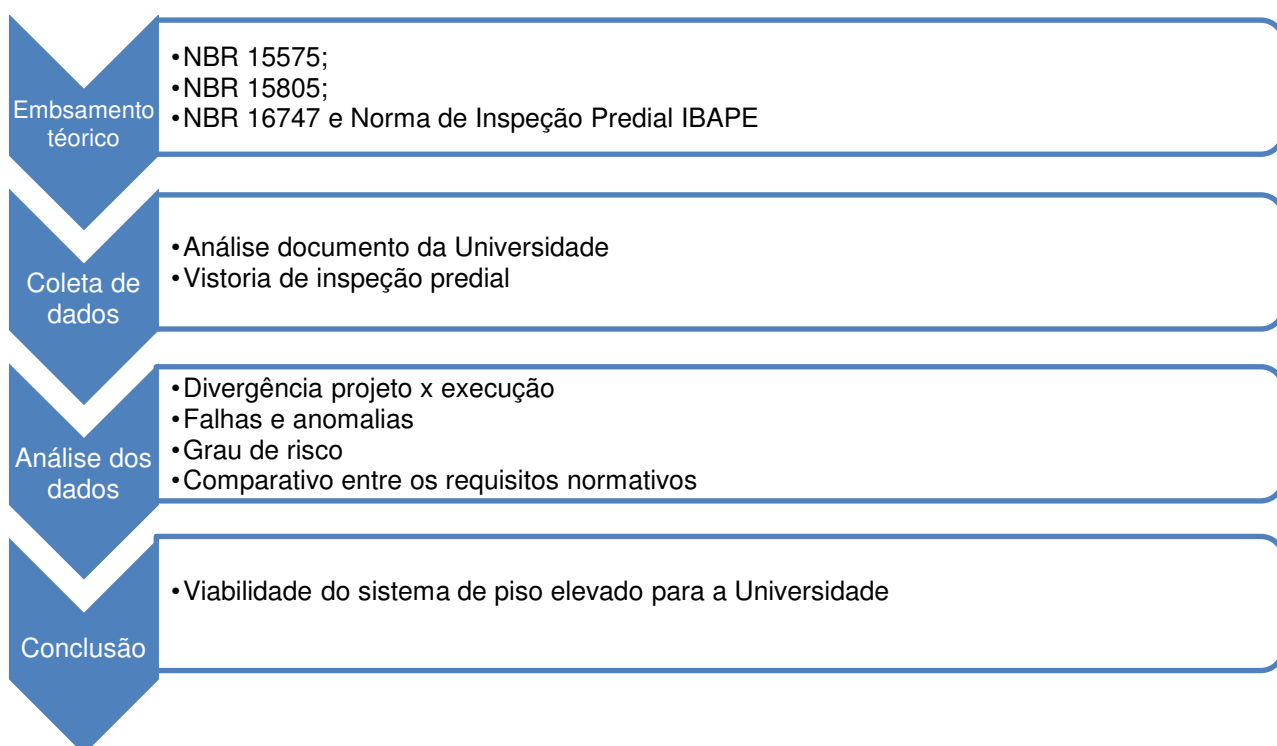 Embsamento
téorico
•NBR 15575;
•NBR 15805;
•NBR 16747 e Norma de Inspeção Predial IBAPE
Coleta de
dados
•Análise documento da Universidade
•Vistoria de inspeção predial
Análise dos
dados
•Divergência projeto x execução
•Falhas e anomalias
•Grau de risco
•Comparativo entre os requisitos normativos
Conclusão
•Viabilidade do sistema de piso elevado para a Universidade